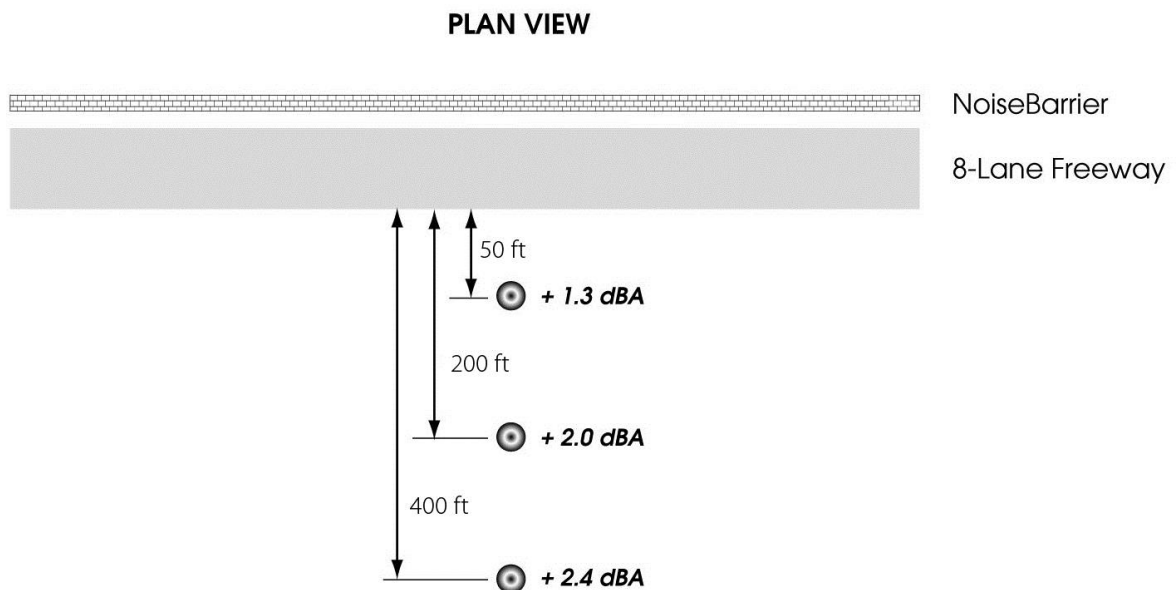 PLAN VIEW
NoiseBarrier
8-Lane Freeway
50 ft
+ 1.3 dBA
200 ft
+ 2.0 dBA
400 ft
+ 2.4 dBA